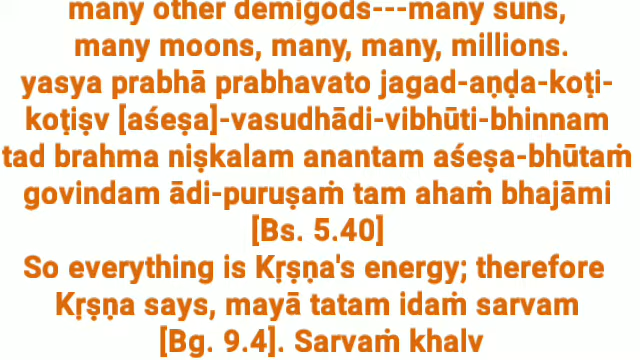 many other demigods---many suns,
many moons, many, many, millions.
yasya prabhā prabhavato jagad-aṇḍa-koṭi-
koṭiṣv [aśeṣa]-vasudhādi-vibhūti-bhinnam
tad brahma niṣkalam anantam aśeṣa-bhūtaṁ
govindam ādi-puruṣaṁ tam ahaṁ bhajāmi
[Bs. 5.40]
So everything is Kṛṣṇa's energy; therefore
Kṛṣṇa says, mayā tatam idaṁ sarvam
[Bg. 9.4]. Sarvaṁ khalv